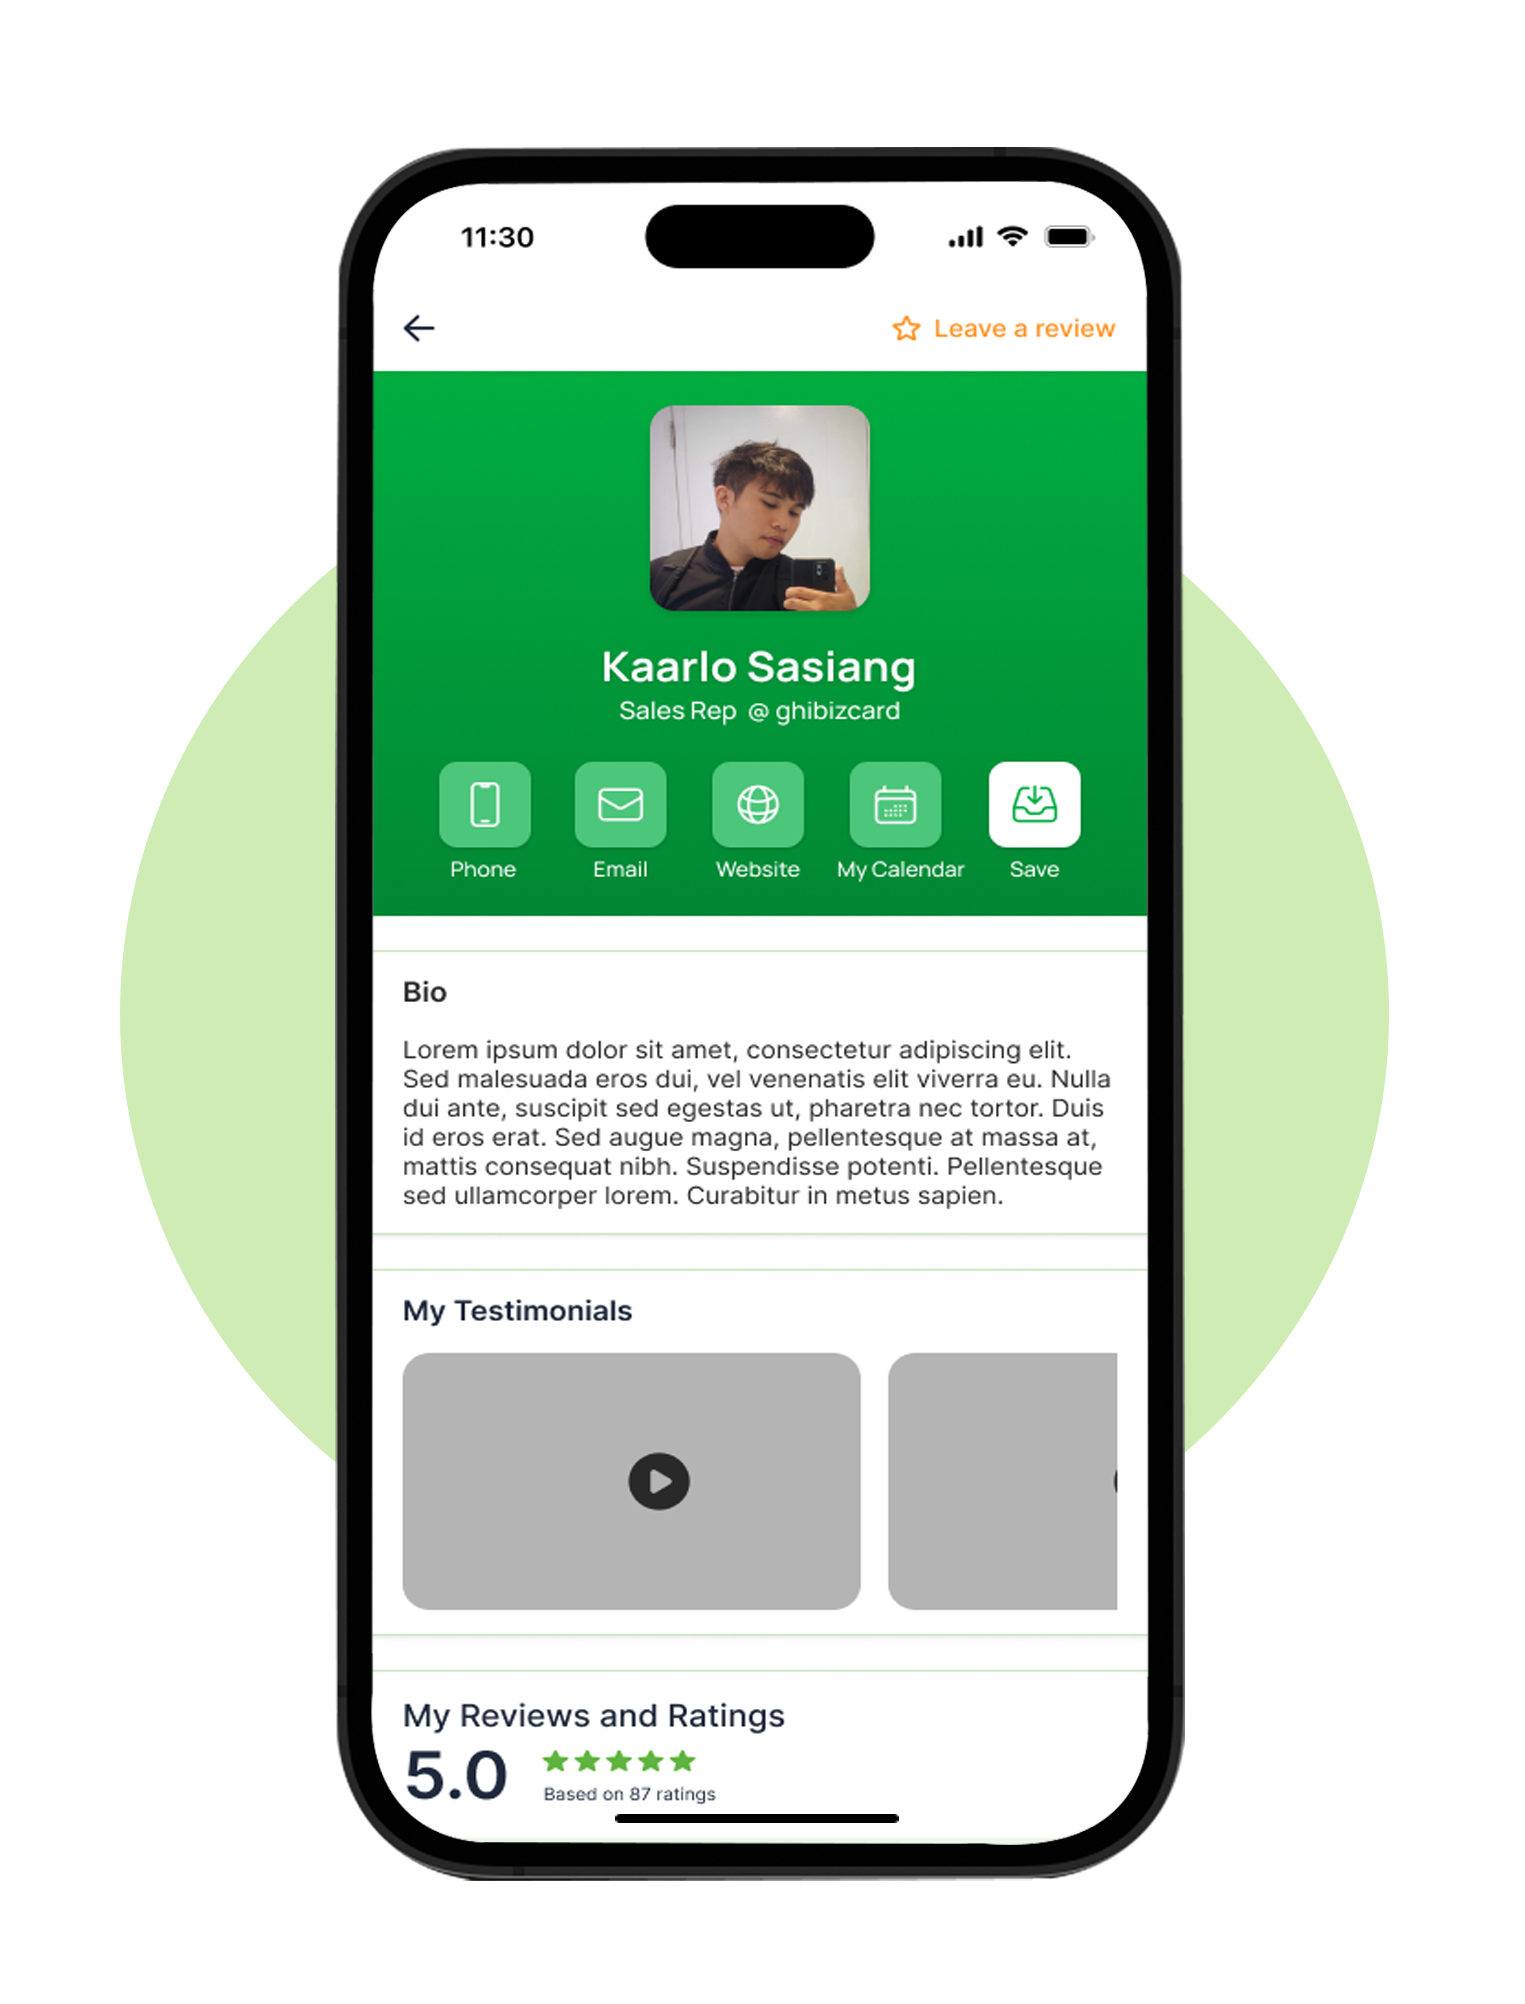 11:30
Leave a review
Kaarlo Sasiang
Sales Rep @ ghibizcard
Phone
Email
Website
My Calendar
Save
Bio
Lorem ipsum dolor sit amet, consectetur adipiscing elit.
Sed malesuada eros dui, vel venenatis elit viverra eu. Nulla
dui ante, suscipit sed egestas ut, pharetra nec tortor. Duis
id eros erat. Sed augue magna, pellentesque at massa at,
mattis consequat nibh. Suspendisse potenti. Pellentesque
sed ullamcorper lorem. Curabitur in metus sapien.
My Testimonials
My Reviews and Ratings
5.0
Based on 87 ratings